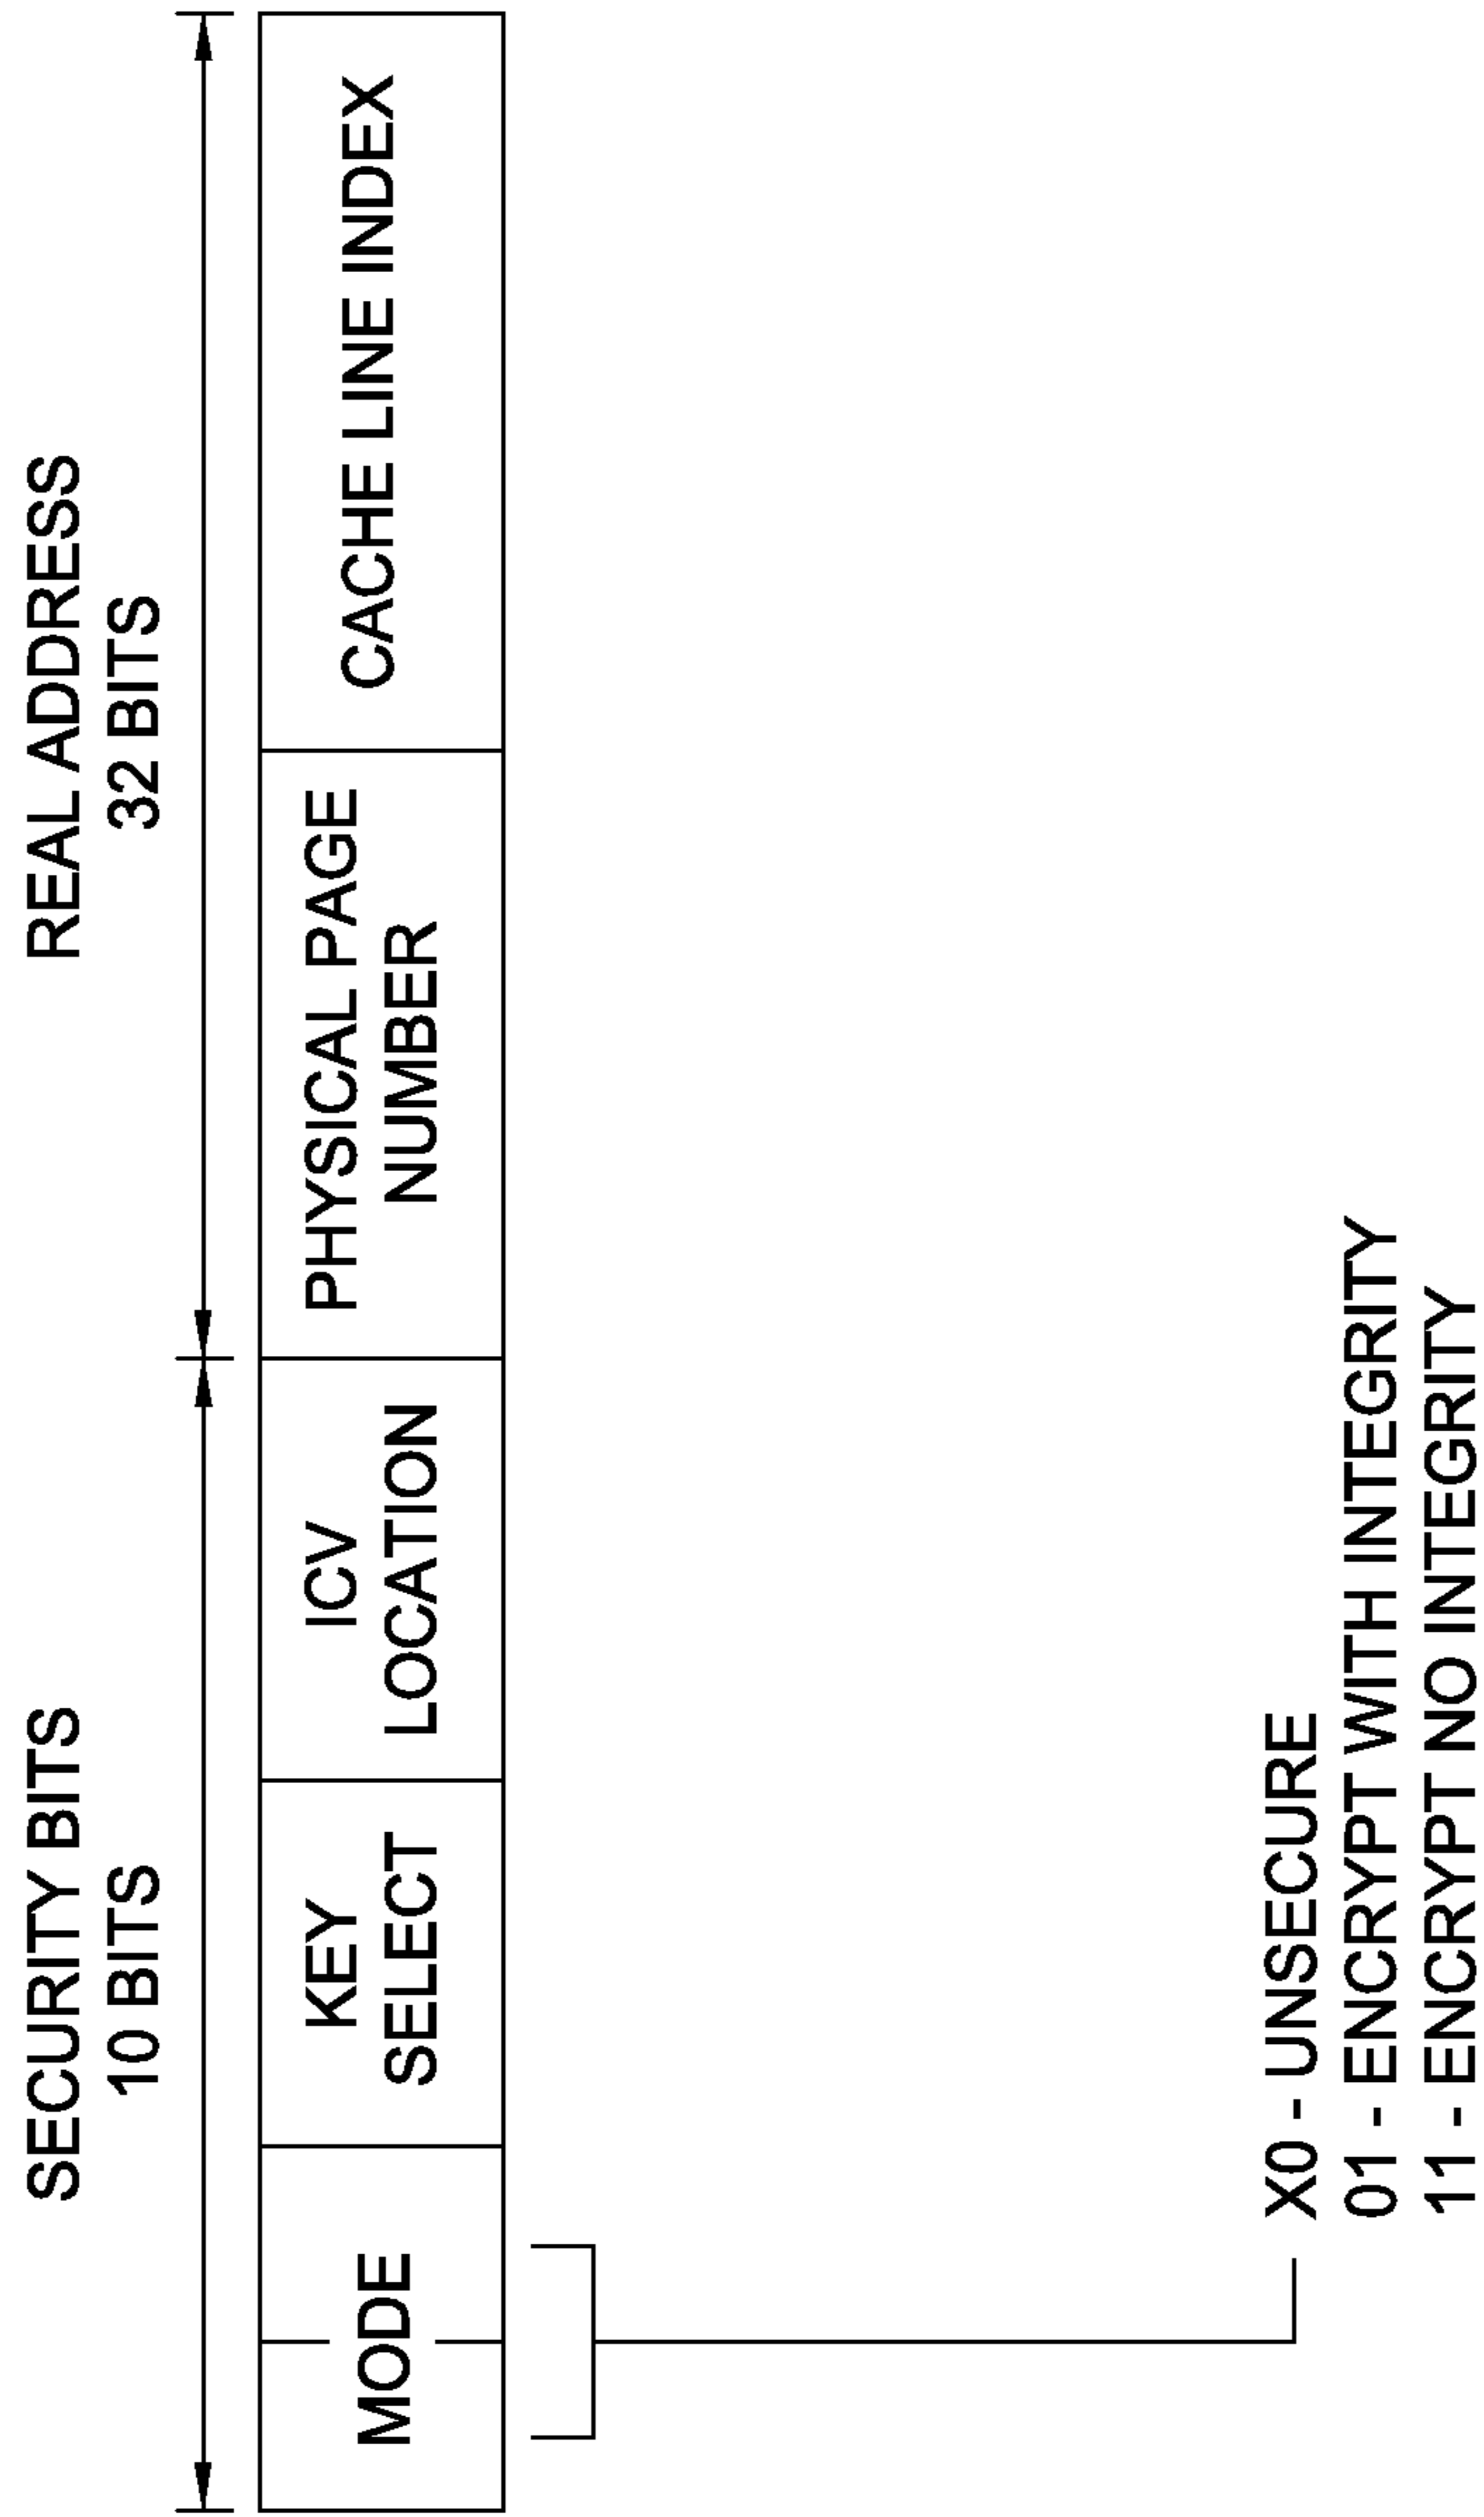 SECURITY BITS
10 BITS
REAL ADDRESS
32 BITS
MODE
KEY
SELECT
ICV
LOCATION
PHYSICAL PAGE
NUMBER
CACHE LINE INDEX
X0 - UNSECURE
01 - ENCRYPT WITH INTEGRITY
11 - ENCRYPT NO INTEGRITY